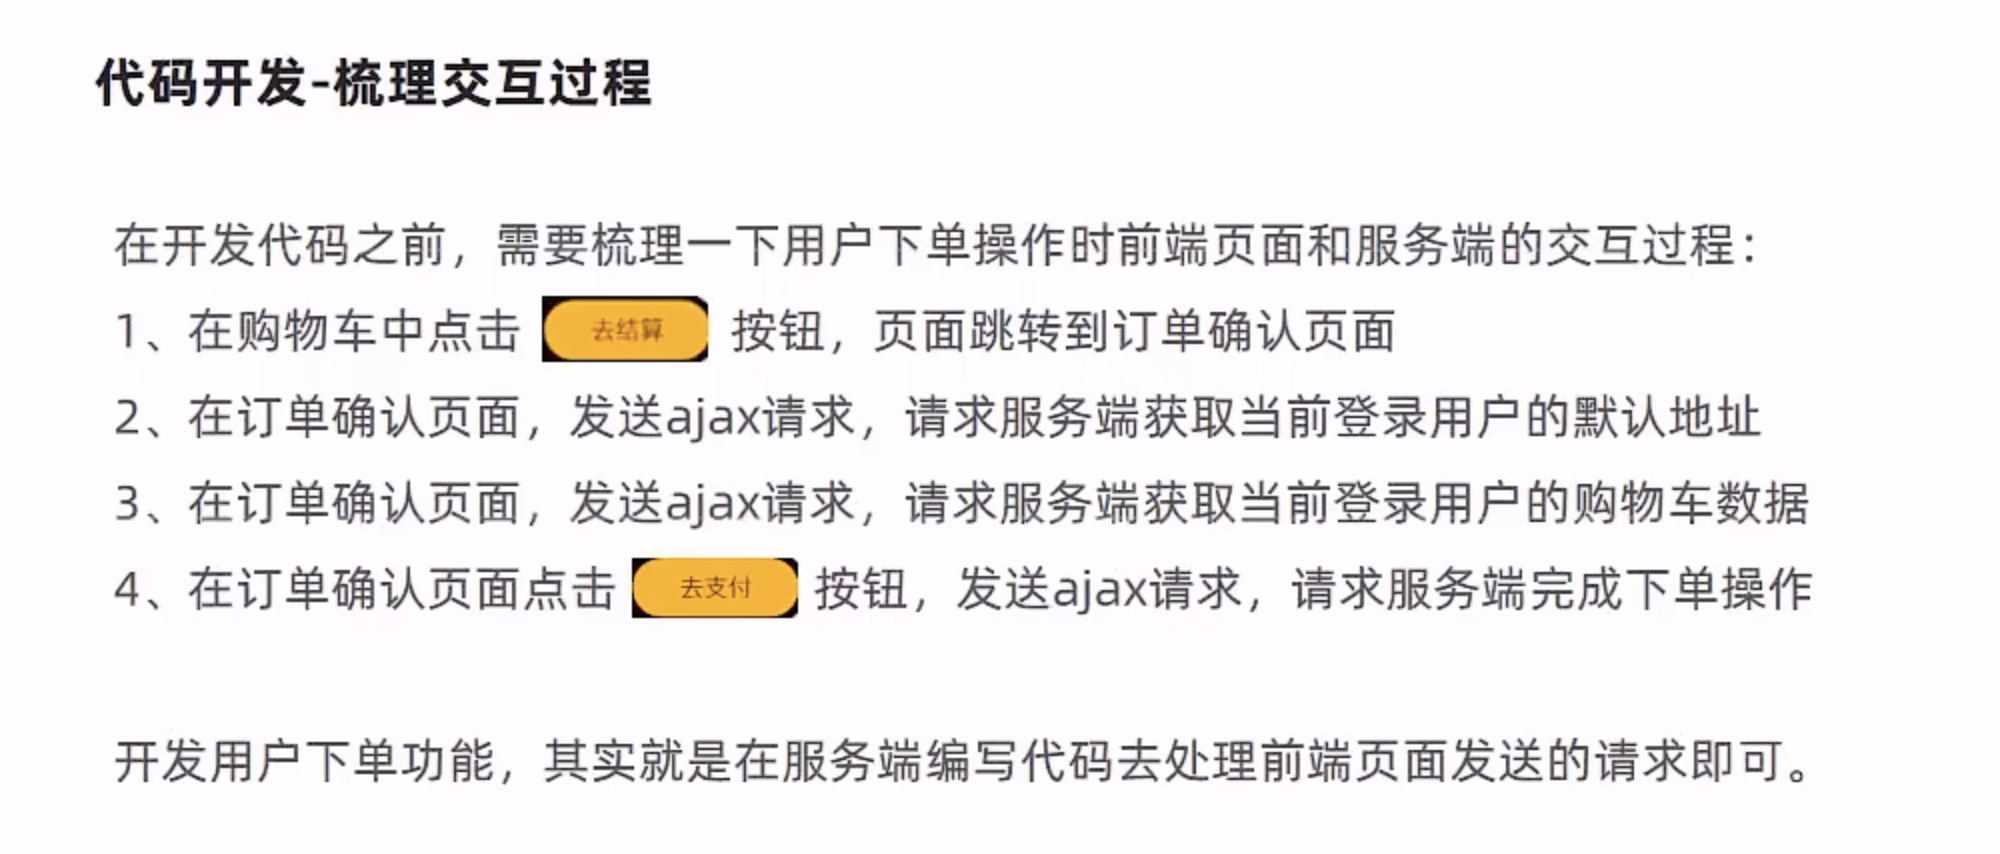 代码开发-梳理交互过程
在开发代码之前，需要梳理一下用户下单操作时前端页面和服务端的交互过程：
1、在购物车中点击 去结算 按钮，页面跳转到订单确认页面
2、在订单确认页面，发送ajax请求，请求服务端获取当前登录用户的默认地址
3、在订单确认页面，发送ajax请求，请求服务端获取当前登录用户的购物车数据
4、在订单确认页面点击 去支付 按钮，发送ajax请求，请求服务端完成下单操作
开发用户下单功能，其实就是在服务端编写代码去处理前端页面发送的请求即可。